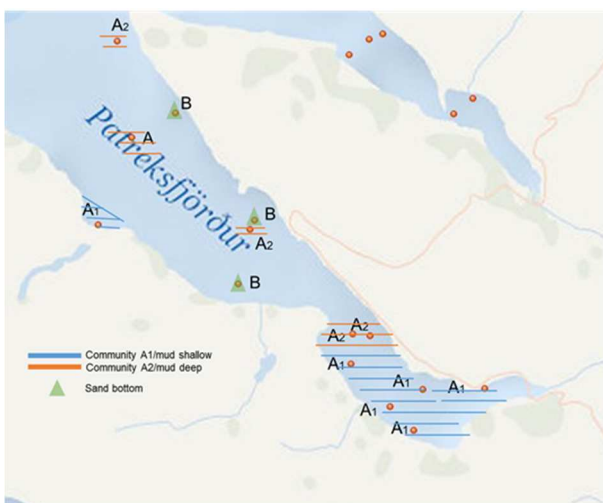 A2
B
A
Patreksfjörður
A1
B
A2
B
A2
A2
A1
A1
A1
A1
A1
Community A1/mud shallow
Community A2/mud deep
Sand bottom